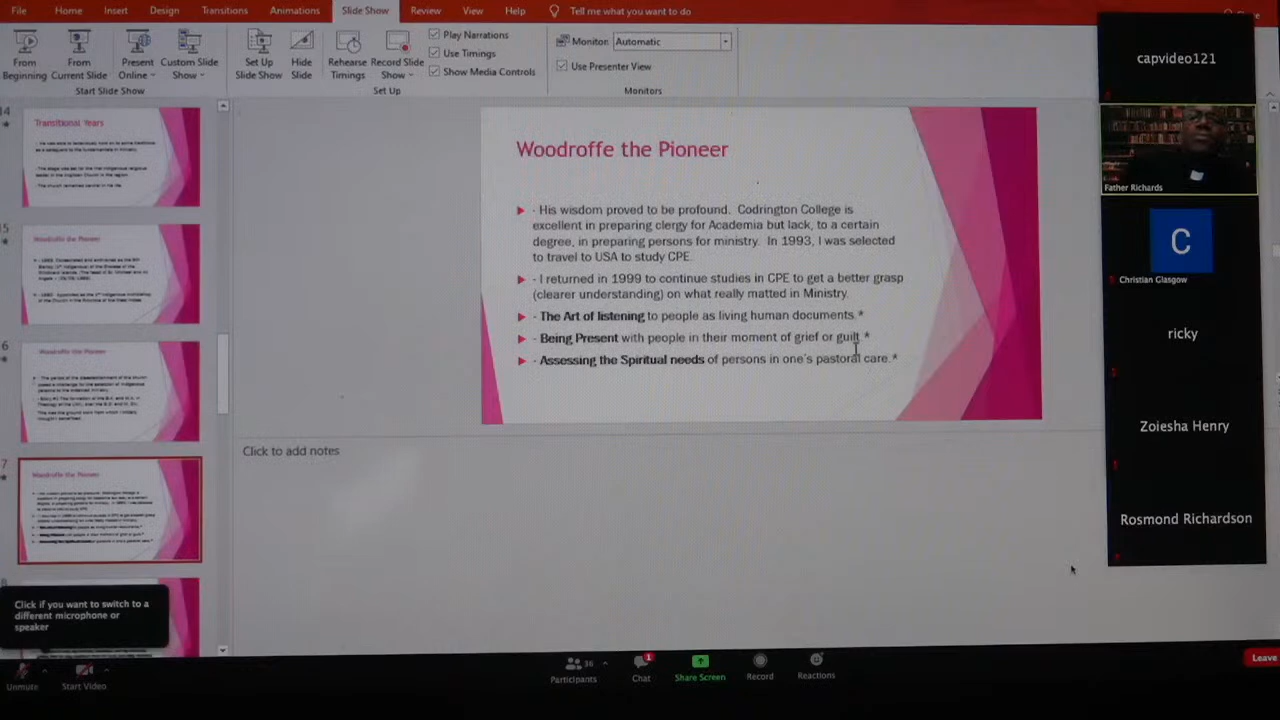 File Home Insert Design Transitions Animations Slide Show Review View Help Tell me what you want to do
From Beginning
From Current Slide
Present Online
Custom Slide Show
Start Slide Show
Set Up Slide Show
Hide Slide
Rehearse Timings
Record Slide Show
Play Narrations
Use Timings
Show Media Controls
Set Up
Monitor: Automatic
Use Presenter View
Monitors
14
Transitional Years
15
Woodroffe the Pioneer
6
Woodroffe the Pioneer
7
Woodroffe the Pioneer
Woodroffe the Pioneer
- His wisdom proved to be profound. Codrington College is
excellent in preparing clergy for Academia but lack, to a certain
degree, in preparing persons for ministry. In 1993, I was selected
to travel to USA to study CPE.
- I returned in 1999 to continue studies in CPE to get a better grasp
(clearer understanding) on what really matted in Ministry.
- The Art of listening to people as living human documents.*
- Being Present with people in their moment of grief or guilt.*
- Assessing the Spiritual needs of persons in one's pastoral care.*
Click to add notes
capvideo121
Father Richards
C
Christian Glasgow
ricky
Zoiesha Henry
Rosmond Richardson
Click if you want to switch to a
different microphone or
speaker
Unmute
Start Video
36
Participants
1
Chat
Share Screen
Record
Reactions
Leave